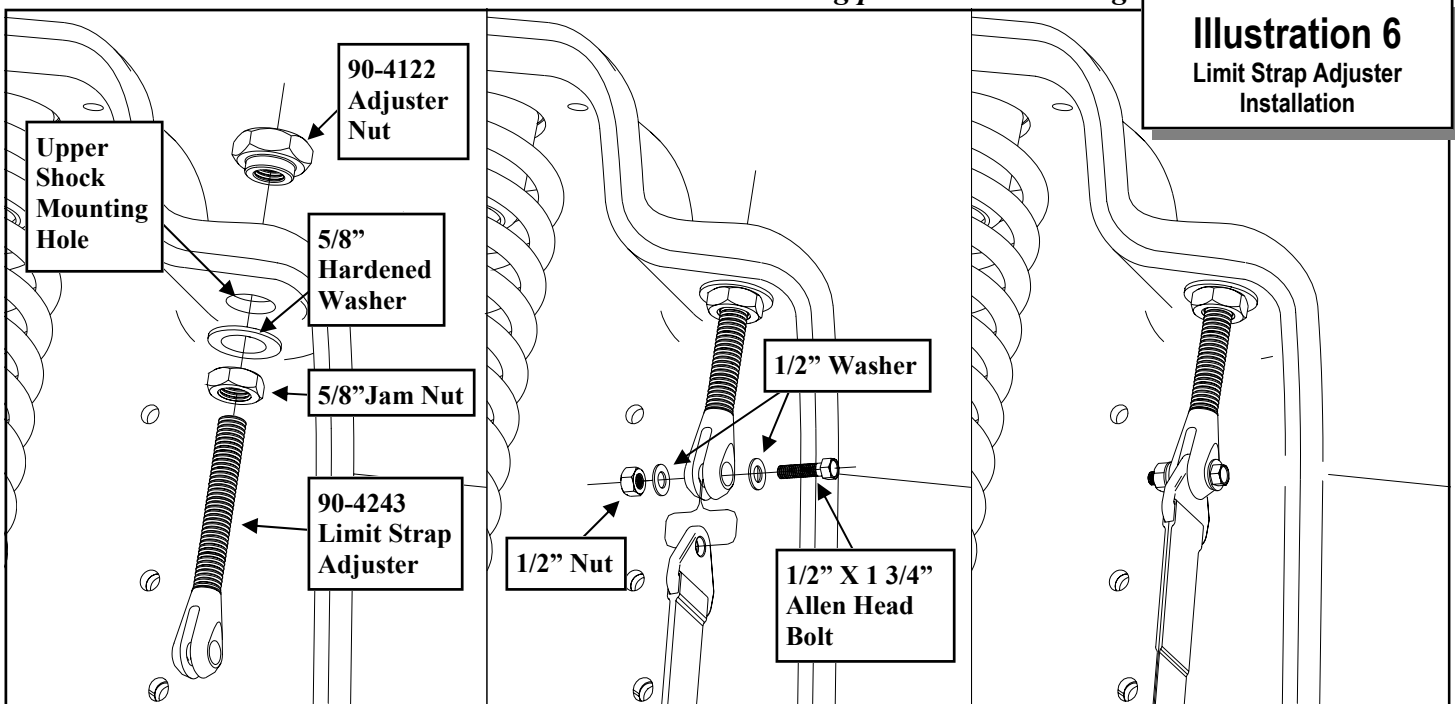 Illustration 6
Limit Strap Adjuster
Installation
90-4122
Adjuster
Nut
Upper
Shock
Mounting
Hole
5/8”
Hardened
Washer
5/8”Jam Nut
90-4243
Limit Strap
Adjuster
1/2” Washer
1/2” Nut
1/2” X 1 3/4”
Allen Head
Bolt